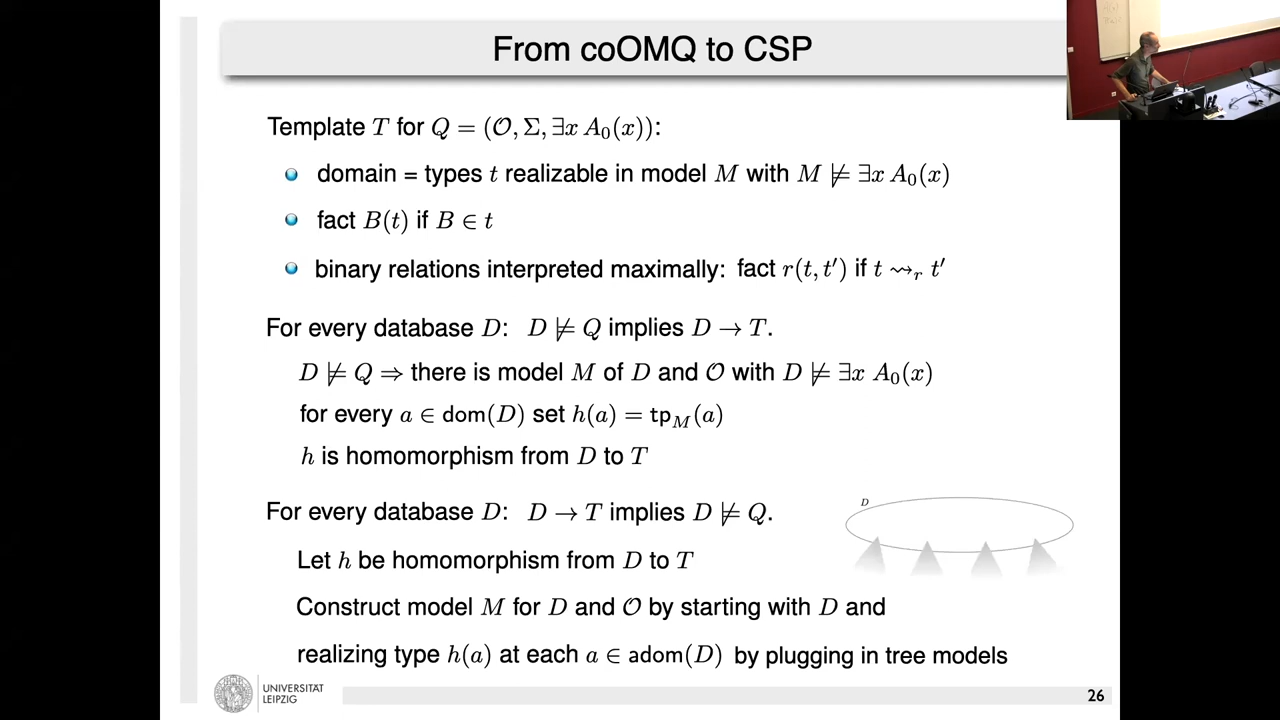 From coOMQ to CSP
Template T for Q = (𝒪, Σ, ∃x A₀(x)):
domain = types t realizable in model M with M ⊭ ∃x A₀(x)
fact B(t) if B ∈ t
binary relations interpreted maximally: fact r(t, t′) if t ⇝ᵣ t′
For every database D: D ⊭ Q implies D → T.
D ⊭ Q ⇒ there is model M of D and 𝒪 with D ⊭ ∃x A₀(x)
for every a ∈ dom(D) set h(a) = tp_M(a)
h is homomorphism from D to T
For every database D: D → T implies D ⊭ Q.
D
Let h be homomorphism from D to T
Construct model M for D and 𝒪 by starting with D and
realizing type h(a) at each a ∈ adom(D) by plugging in tree models
UNIVERSITÄT
LEIPZIG
26